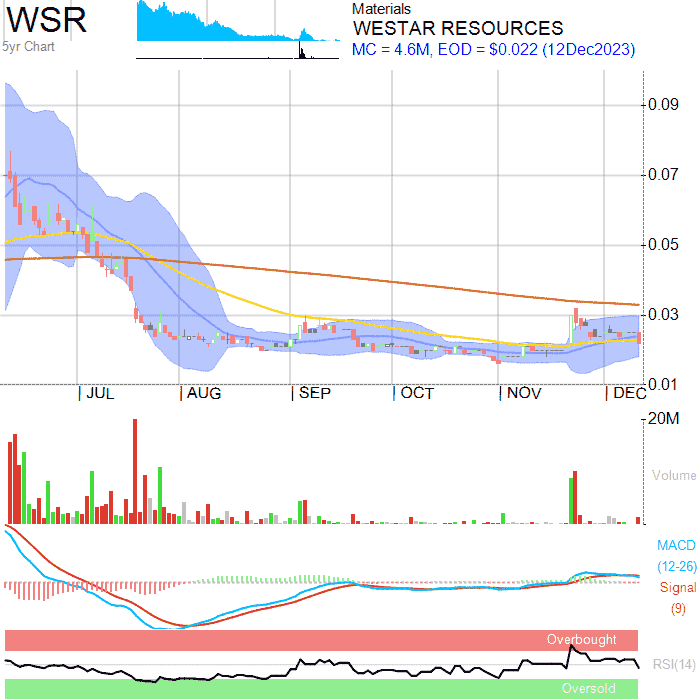 WSR
5yr Chart
Materials
WESTAR RESOURCES
MC = 4.6M, EOD = $0.022 (12Dec2023)
0.09
0.07
0.05
0.03
0.01
JUL AUG SEP OCT NOV DEC
20M
Volume
MACD
(12-26)
Signal
(9)
Overbought
RSI(14)
Oversold